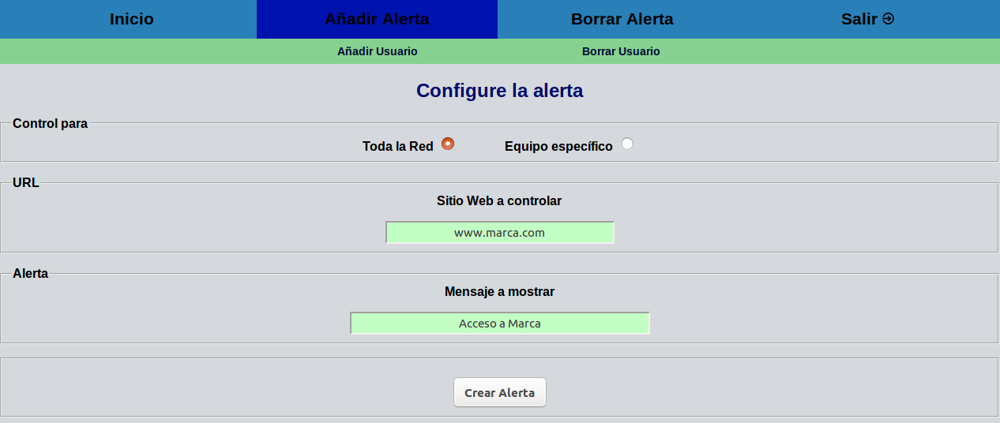 Inicio Añadir Alerta Borrar Alerta Salir
Añadir Usuario Borrar Usuario
Configure la alerta
Control para
Toda la Red Equipo específico
URL
Sitio Web a controlar
www.marca.com
Alerta
Mensaje a mostrar
Acceso a Marca
Crear Alerta